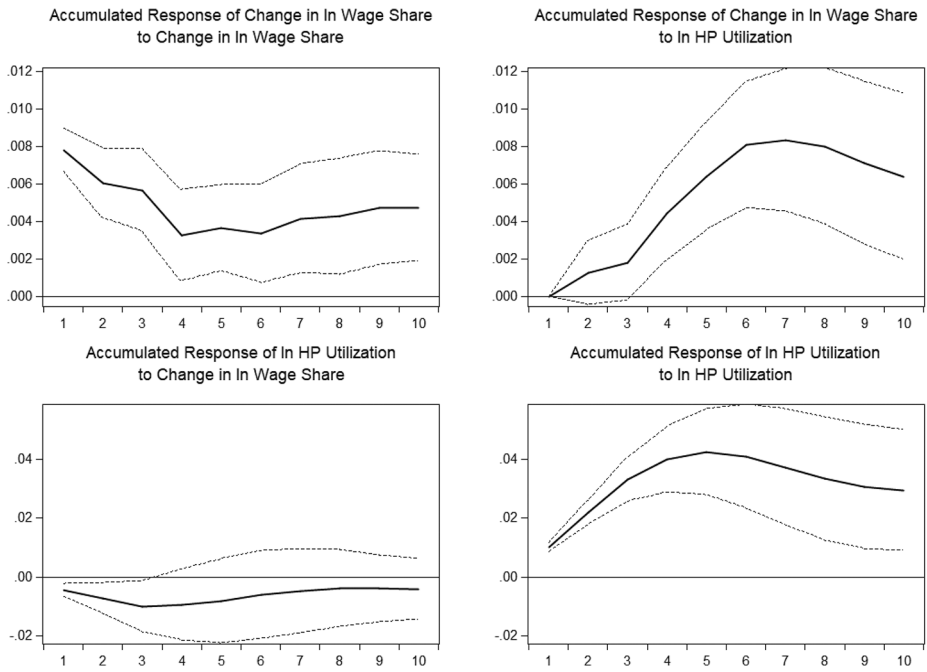 Accumulated Response of Change in ln Wage Share
to Change in ln Wage Share
.012
.010
.008
.006
.004
.002
.000
1 2 3 4 5 6 7 8 9 10
Accumulated Response of Change in ln Wage Share
to ln HP Utilization
.012
.010
.008
.006
.004
.002
.000
1 2 3 4 5 6 7 8 9 10
Accumulated Response of ln HP Utilization
to Change in ln Wage Share
.04
.02
.00
-.02
1 2 3 4 5 6 7 8 9 10
Accumulated Response of ln HP Utilization
to ln HP Utilization
.04
.02
.00
-.02
1 2 3 4 5 6 7 8 9 10